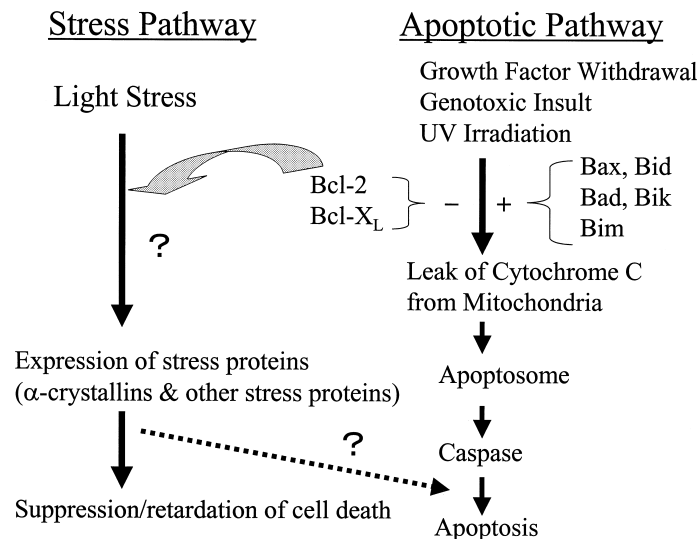 Stress Pathway
Light Stress
?
Expression of stress proteins
(α-crystallins & other stress proteins)
?
Suppression/retardation of cell death
Apoptotic Pathway
Growth Factor Withdrawal
Genotoxic Insult
UV Irradiation
Bcl-2
Bcl-XL
− +
Bax, Bid
Bad, Bik
Bim
Leak of Cytochrome C
from Mitochondria
Apoptosome
Caspase
Apoptosis